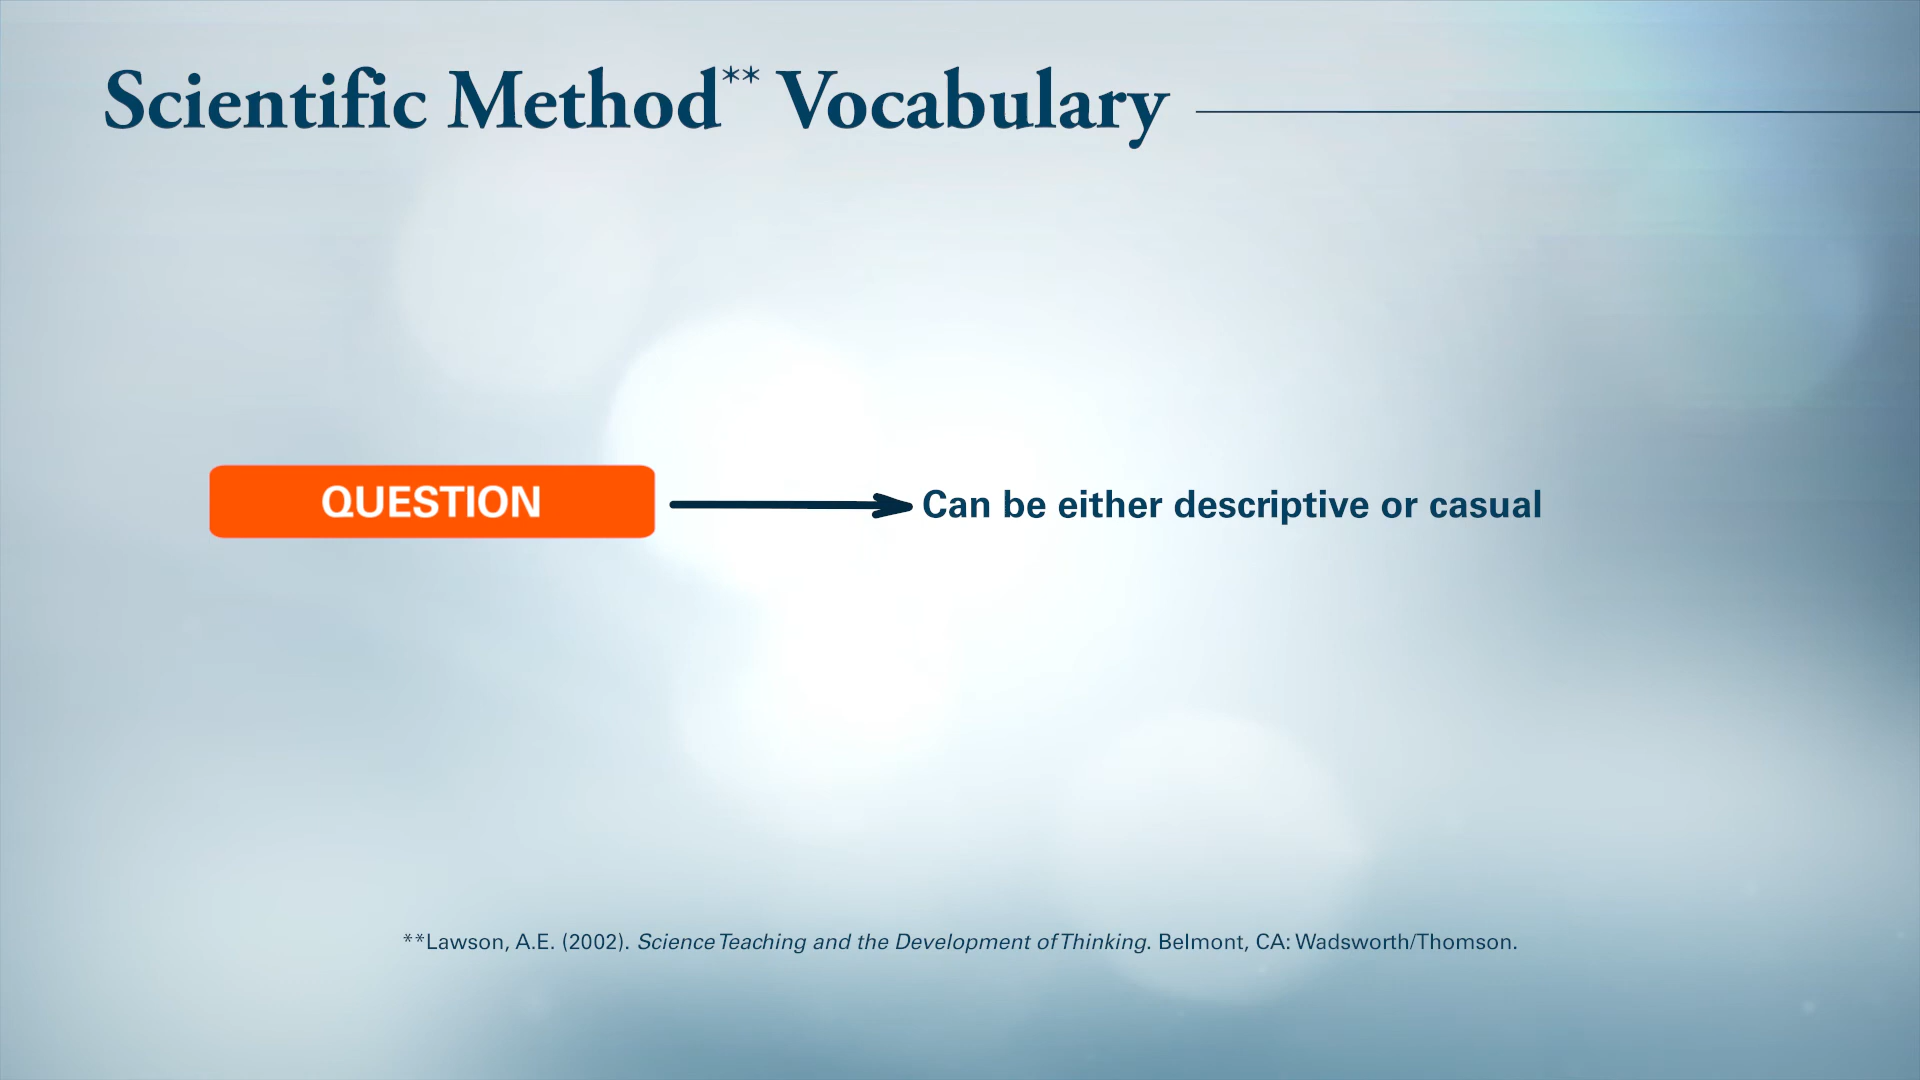 Scientific Method** Vocabulary
QUESTION
Can be either descriptive or casual
**Lawson, A.E. (2002). Science Teaching and the Development of Thinking. Belmont, CA: Wadsworth/Thomson.